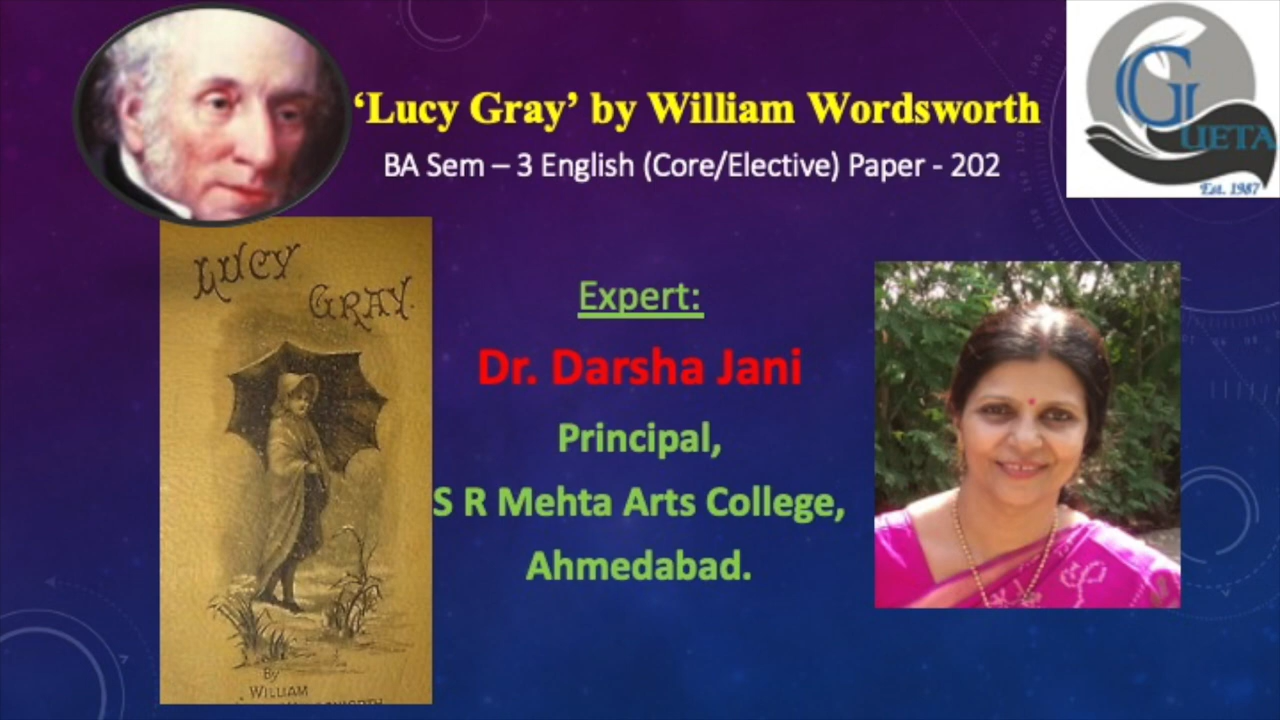 ‘Lucy Gray’ by William Wordsworth
BA Sem – 3 English (Core/Elective) Paper - 202
GUETA
Est. 1987
LUCY
GRAY.
By
WILLIAM
Expert:
Dr. Darsha Jani
Principal,
S R Mehta Arts College,
Ahmedabad.